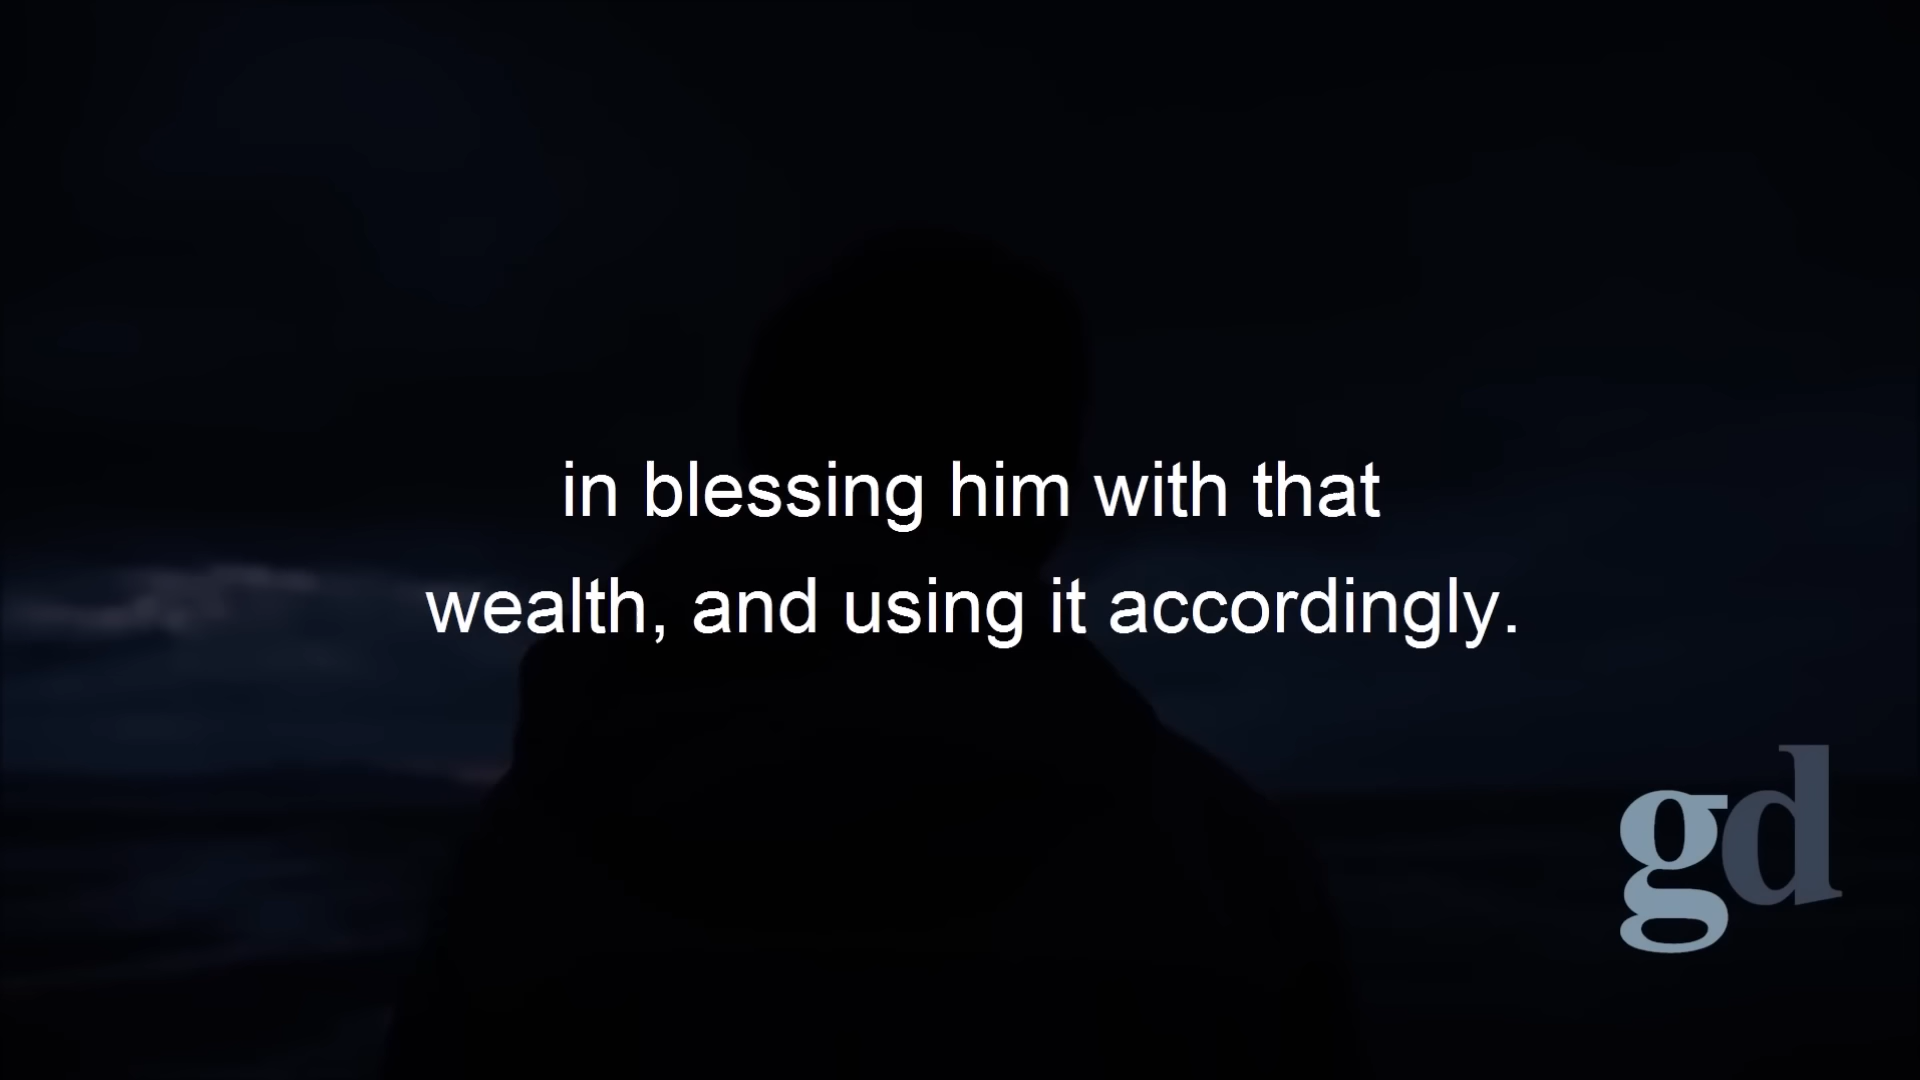 in blessing him with that
wealth, and using it accordingly.
gd